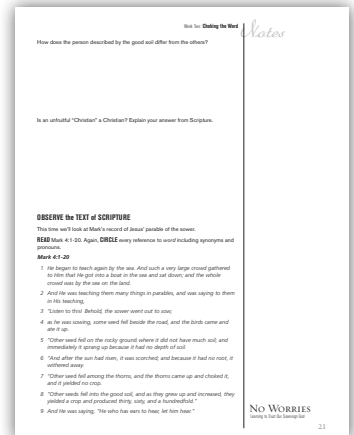 Week Two: Choking the Word
Notes
How does the person described by the good soil differ from the others?
Is an unfruitful "Christian" a Christian? Explain your answer from Scripture.
OBSERVE the TEXT of SCRIPTURE
This time we'll look at Mark's record of Jesus' parable of the sower.
READ Mark 4:1-20. Again, CIRCLE every reference to word including synonyms and
pronouns.
Mark 4:1-20
1 He began to teach again by the sea. And such a very large crowd gathered
to Him that He got into a boat in the sea and sat down; and the whole
crowd was by the sea on the land.
2 And He was teaching them many things in parables, and was saying to them
in His teaching,
3 "Listen to this! Behold, the sower went out to sow;
4 as he was sowing, some seed fell beside the road, and the birds came and
ate it up.
5 "Other seed fell on the rocky ground where it did not have much soil; and
immediately it sprang up because it had no depth of soil.
6 "And after the sun had risen, it was scorched; and because it had no root, it
withered away.
7 "Other seed fell among the thorns, and the thorns came up and choked it,
and it yielded no crop.
8 "Other seeds fell into the good soil, and as they grew up and increased, they
yielded a crop and produced thirty, sixty, and a hundredfold."
9 And He was saying, "He who has ears to hear, let him hear."
NO WORRIES
Learning to Trust Our Sovereign God
21